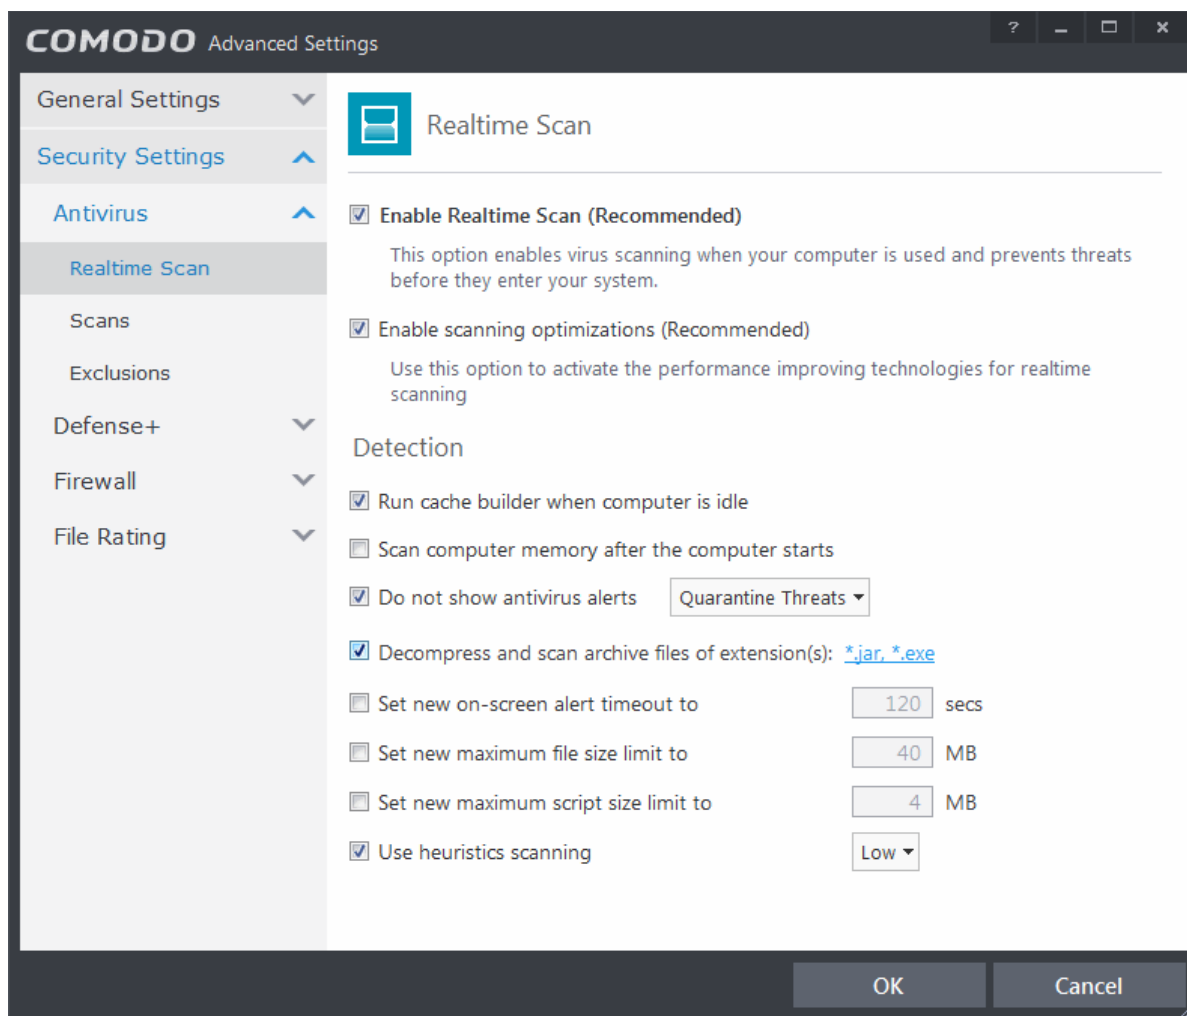 COMODO Advanced Settings
?
General Settings
Security Settings
Antivirus
Realtime Scan
Scans
Exclusions
Defense+
Firewall
File Rating
Realtime Scan
Enable Realtime Scan (Recommended)
This option enables virus scanning when your computer is used and prevents threats
before they enter your system.
Enable scanning optimizations (Recommended)
Use this option to activate the performance improving technologies for realtime
scanning
Detection
Run cache builder when computer is idle
Scan computer memory after the computer starts
Do not show antivirus alerts Quarantine Threats
Decompress and scan archive files of extension(s): *.jar, *.exe
Set new on-screen alert timeout to 120 secs
Set new maximum file size limit to 40 MB
Set new maximum script size limit to 4 MB
Use heuristics scanning Low
OK Cancel